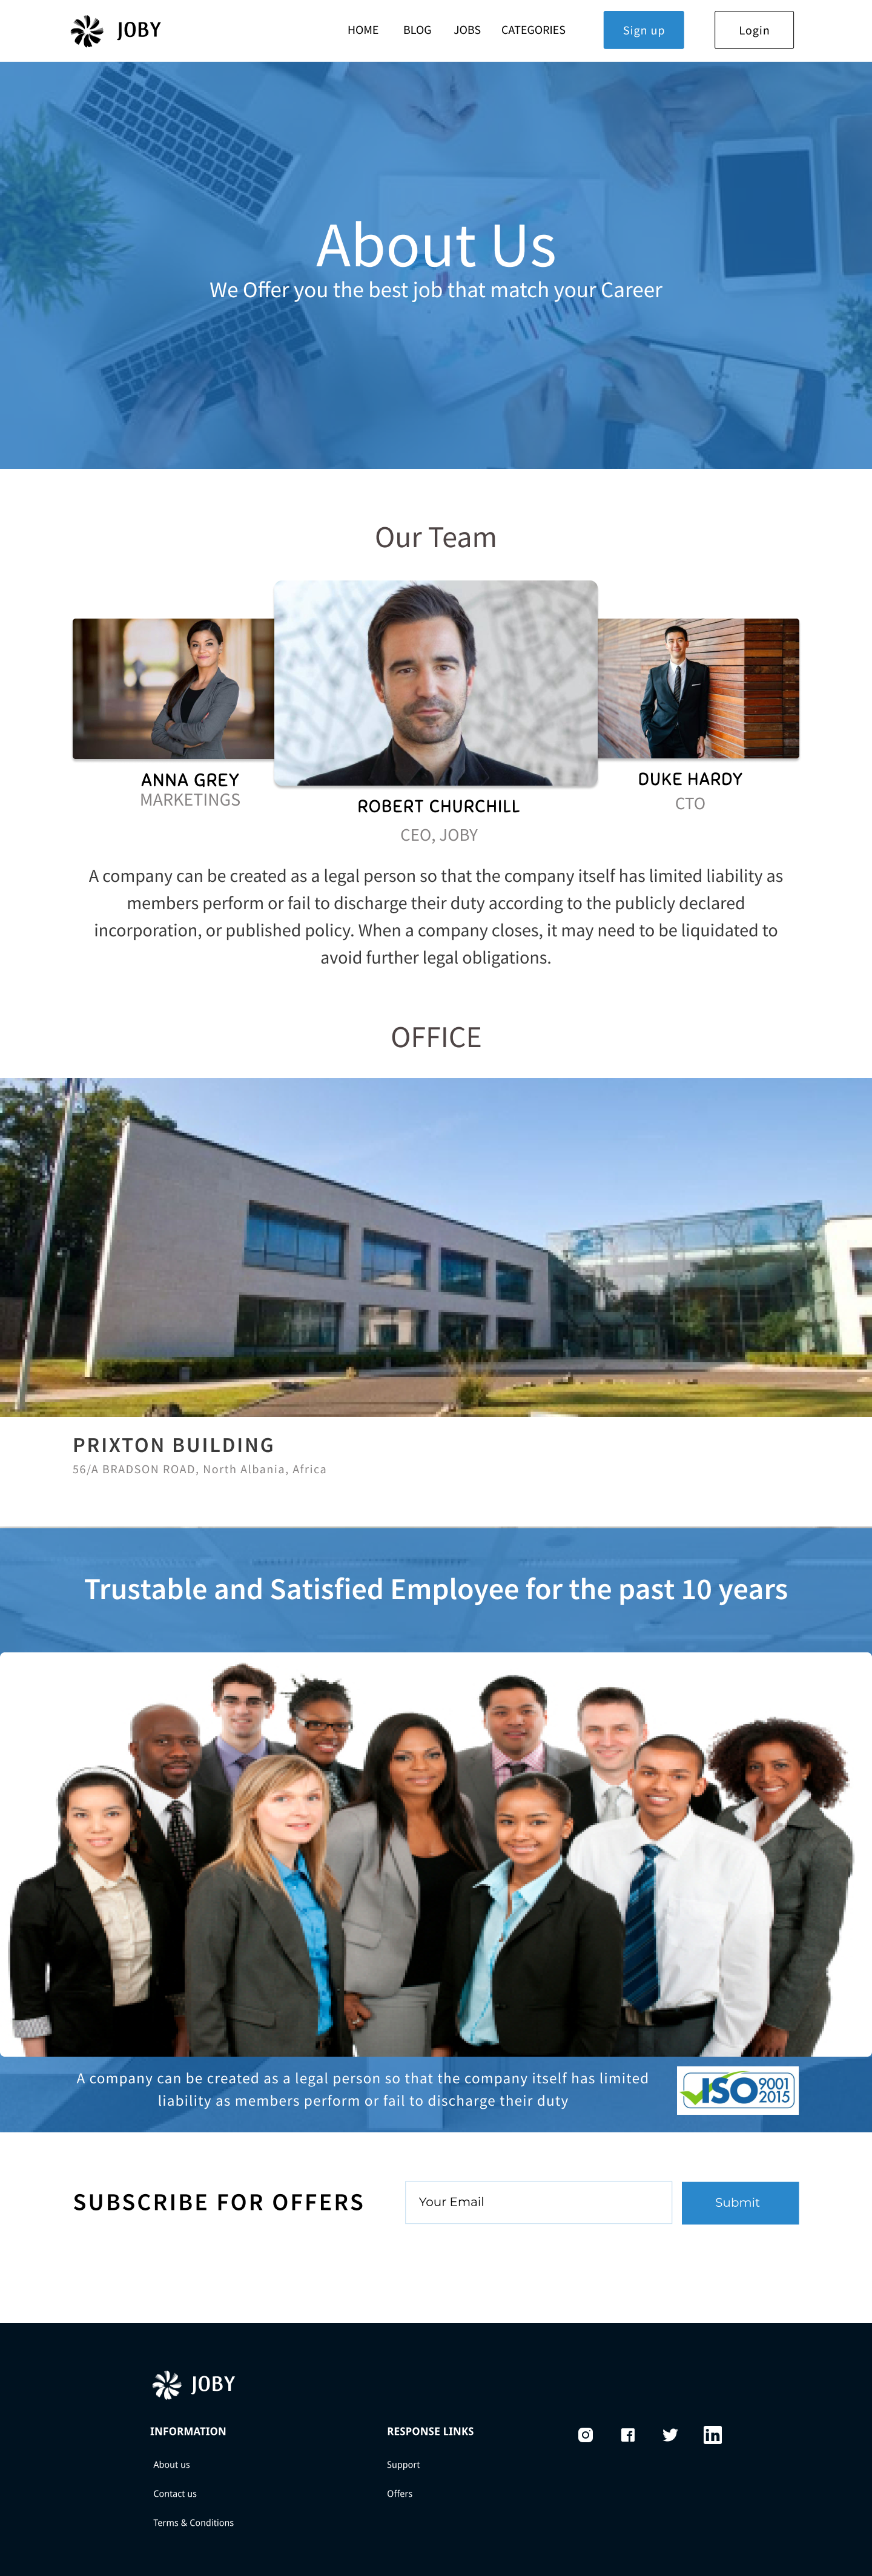 JOBY
HOME BLOG JOBS CATEGORIES Sign up Login
About Us
We Offer you the best job that match your Career
Our Team
ANNA GREY
MARKETINGS
ROBERT CHURCHILL
CEO, JOBY
DUKE HARDY
CTO
A company can be created as a legal person so that the company itself has limited liability as
members perform or fail to discharge their duty according to the publicly declared
incorporation, or published policy. When a company closes, it may need to be liquidated to
avoid further legal obligations.
OFFICE
PRIXTON BUILDING
56/A BRADSON ROAD, North Albania, Africa
Trustable and Satisfied Employee for the past 10 years
A company can be created as a legal person so that the company itself has limited
liability as members perform or fail to discharge their duty
ISO 9001
2015
SUBSCRIBE FOR OFFERS
Your Email
Submit
JOBY
INFORMATION
About us
Contact us
Terms & Conditions
RESPONSE LINKS
Support
Offers